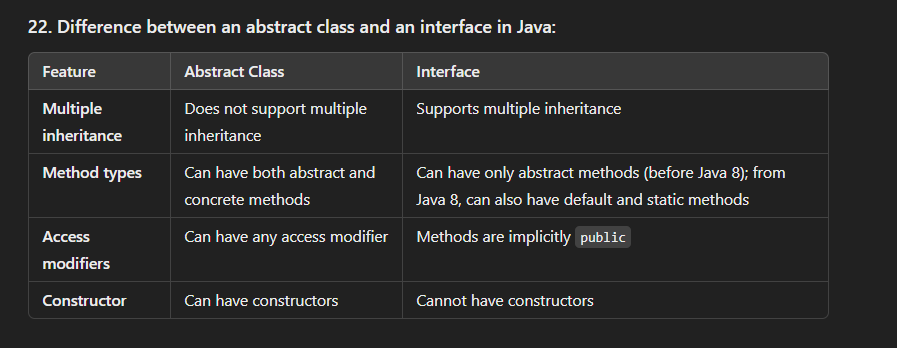 22. Difference between an abstract class and an interface in Java:
Feature Abstract Class Interface
Multiple Does not support multiple Supports multiple inheritance
inheritance inheritance
Method types Can have both abstract and Can have only abstract methods (before Java 8); from
concrete methods Java 8, can also have default and static methods
Access Can have any access modifier Methods are implicitly public
modifiers
Constructor Can have constructors Cannot have constructors